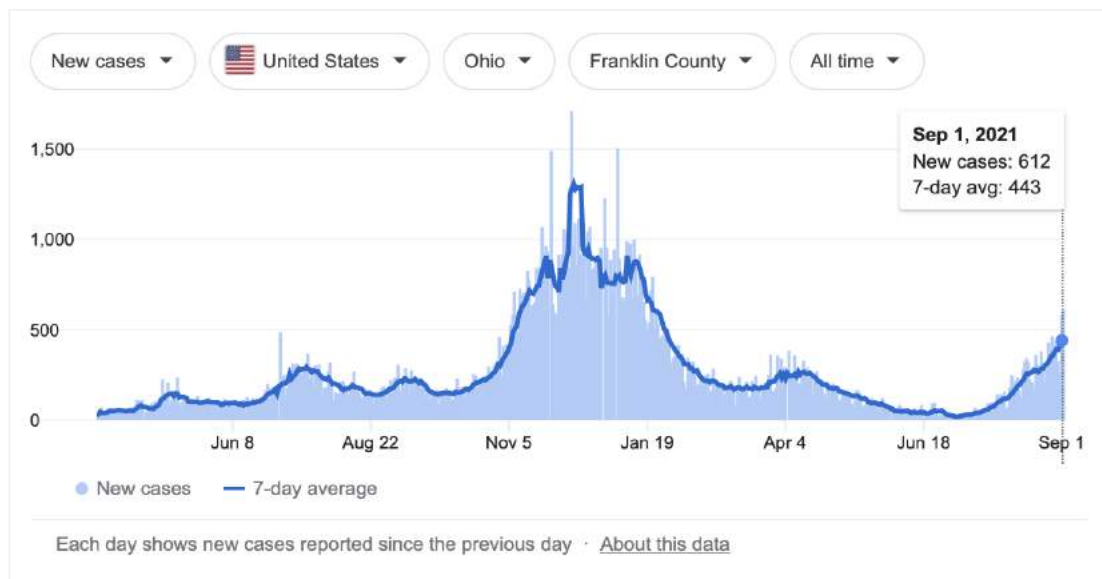 New cases United States Ohio Franklin County All time
Sep 1, 2021
New cases: 612
7-day avg: 443
1,500
1,000
500
0
Jun 8 Aug 22 Nov 5 Jan 19 Apr 4 Jun 18 Sep 1
New cases 7-day average
Each day shows new cases reported since the previous day · About this data